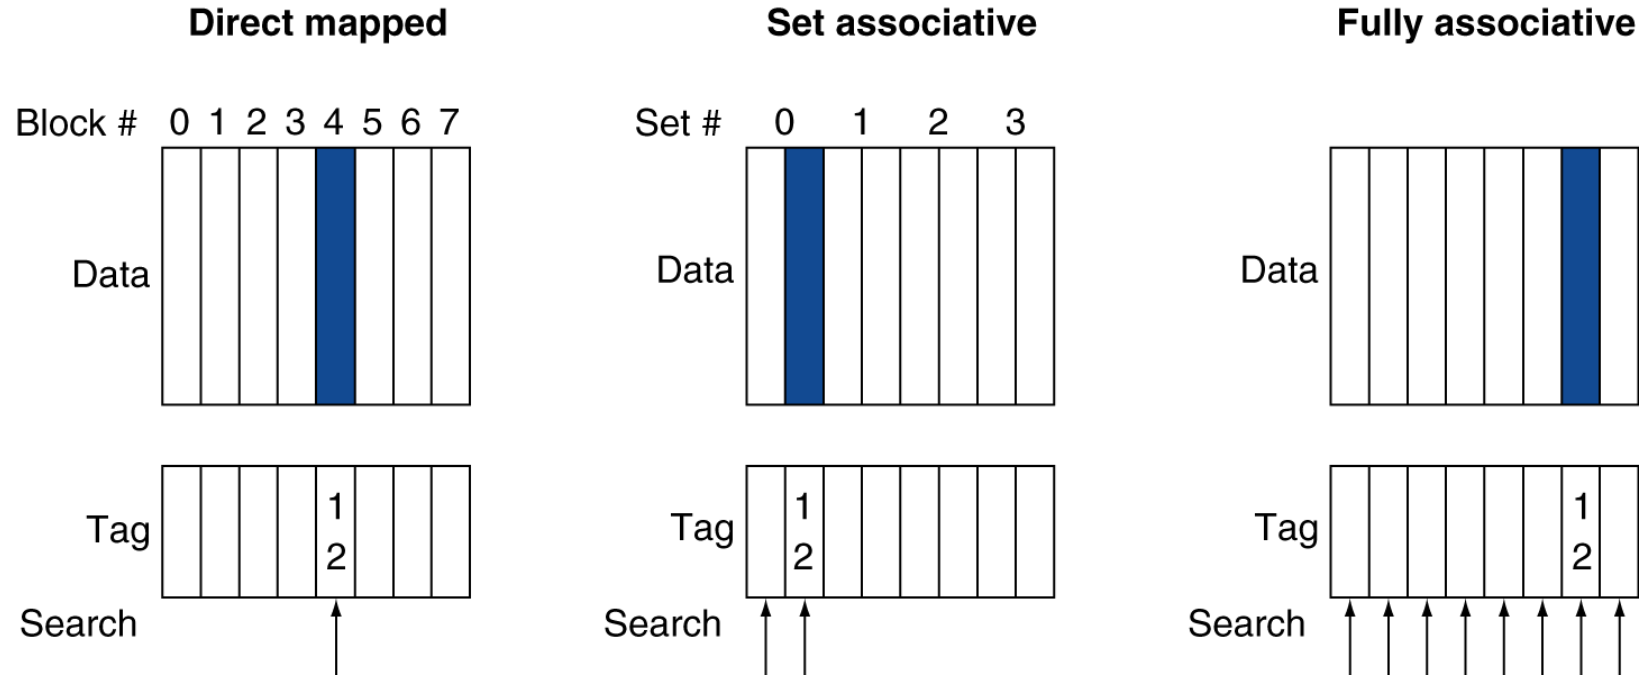 Direct mapped
Set associative
Fully associative
Block # 0 1 2 3 4 5 6 7
Set # 0 1 2 3
Data
Data
Data
Tag
1
2
Tag
1
2
Tag
1
2
Search
Search
Search